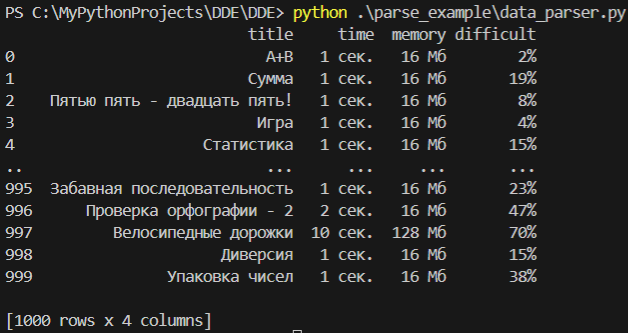 PS C:\MyPythonProjects\DDE\DDE> python .\parse_example\data_parser.py
title time memory difficult
0 A+B 1 сек. 16 Мб 2%
1 Сумма 1 сек. 16 Мб 19%
2 Пятью пять - двадцать пять! 1 сек. 16 Мб 8%
3 Игра 1 сек. 16 Мб 4%
4 Статистика 1 сек. 16 Мб 15%
.. ... ... ... ...
995 Забавная последовательность 1 сек. 16 Мб 23%
996 Проверка орфографии - 2 2 сек. 16 Мб 47%
997 Велосипедные дорожки 10 сек. 128 Мб 70%
998 Диверсия 1 сек. 16 Мб 15%
999 Упаковка чисел 1 сек. 16 Мб 38%
[1000 rows x 4 columns]